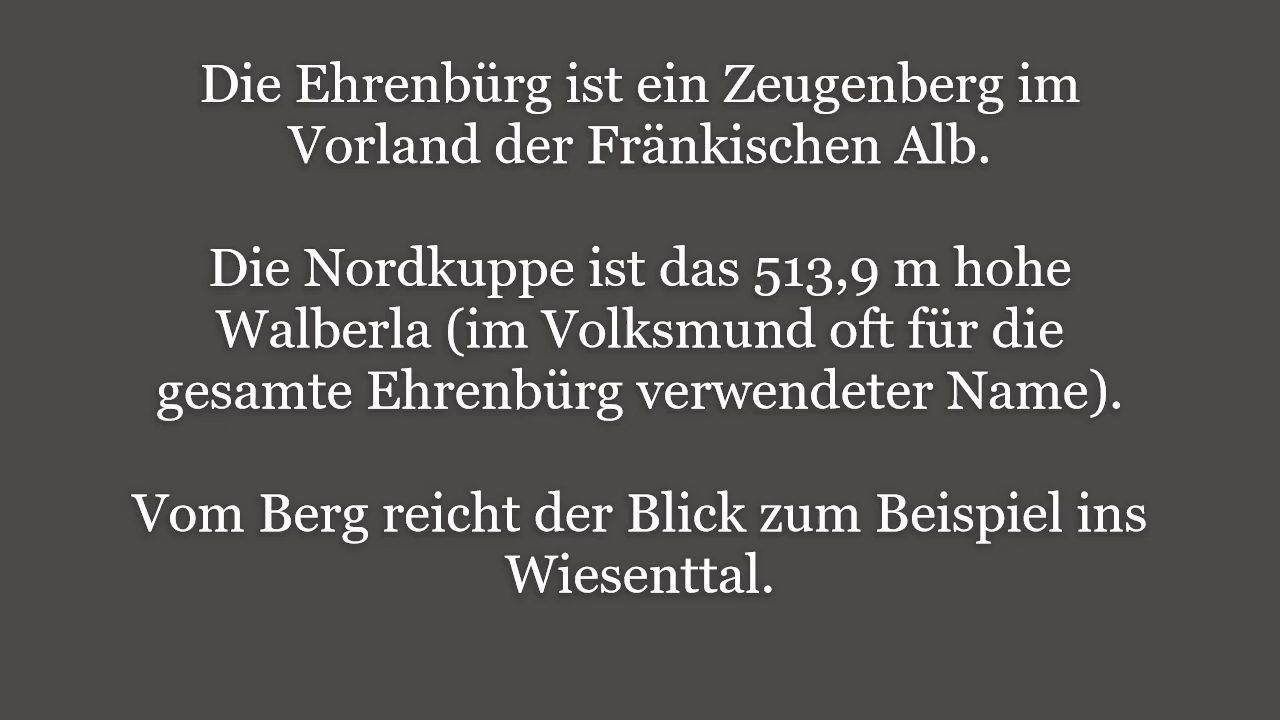 Die Ehrenbürg ist ein Zeugenberg im
Vorland der Fränkischen Alb.
Die Nordkuppe ist das 513,9 m hohe
Walberla (im Volksmund oft für die
gesamte Ehrenbürg verwendeter Name).
Vom Berg reicht der Blick zum Beispiel ins
Wiesenttal.